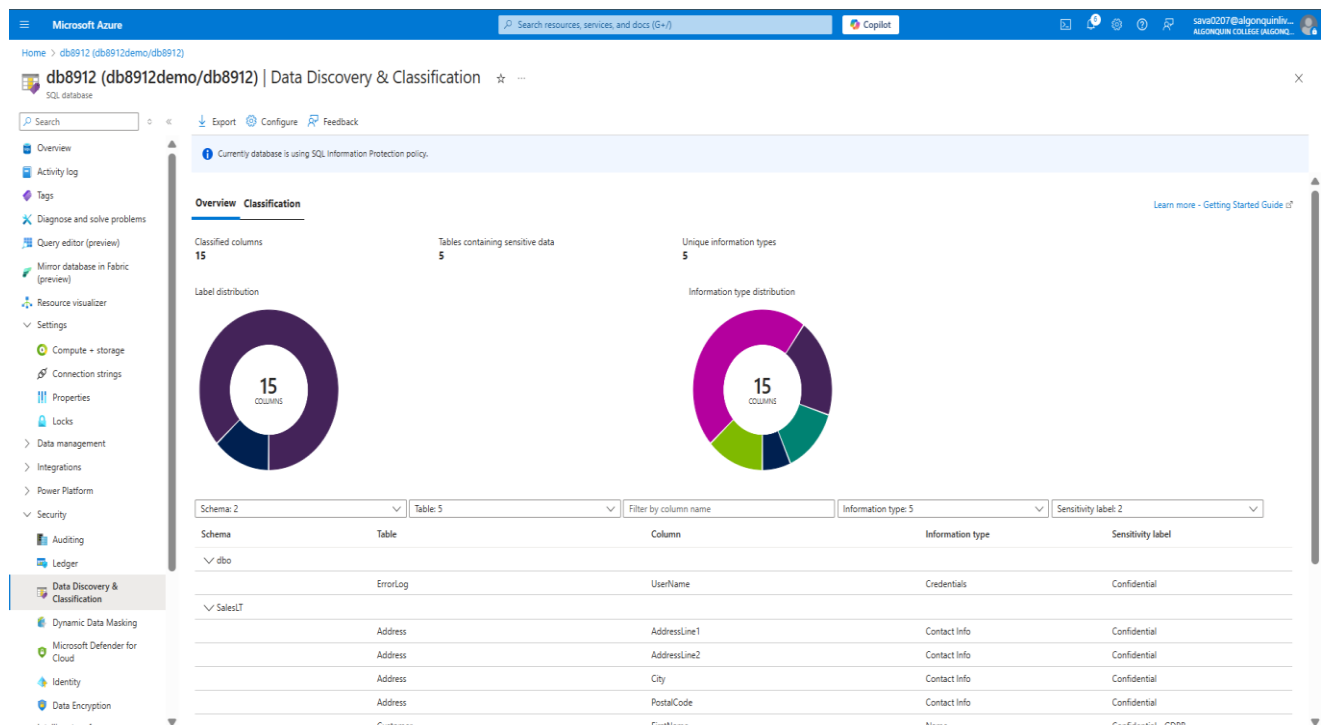 Microsoft Azure
Search resources, services, and docs (G+/)
Copilot
6
sava0207@algonquinliv...
ALGONQUIN COLLEGE (ALGONQ...
Home > db8912 (db8912demo/db8912)
db8912 (db8912demo/db8912) | Data Discovery & Classification
SQL database
Search
Export Configure Feedback
Overview
Activity log
Tags
Diagnose and solve problems
Query editor (preview)
Mirror database in Fabric
(preview)
Resource visualizer
Settings
Compute + storage
Connection strings
Properties
Locks
Data management
Integrations
Power Platform
Security
Auditing
Ledger
Data Discovery &
Classification
Dynamic Data Masking
Microsoft Defender for
Cloud
Identity
Data Encryption
Currently database is using SQL Information Protection policy.
Overview Classification
Learn more - Getting Started Guide
Classified columns
15
Tables containing sensitive data
5
Unique information types
5
Label distribution
15
COLUMNS
Information type distribution
15
COLUMNS
Schema: 2 Table: 5 Filter by column name Information type: 5 Sensitivity label: 2
Schema Table Column Information type Sensitivity label
dbo
ErrorLog UserName Credentials Confidential
SalesLT
Address AddressLine1 Contact Info Confidential
Address AddressLine2 Contact Info Confidential
Address City Contact Info Confidential
Address PostalCode Contact Info Confidential
Customer FirstName Name Confidential - GDPR